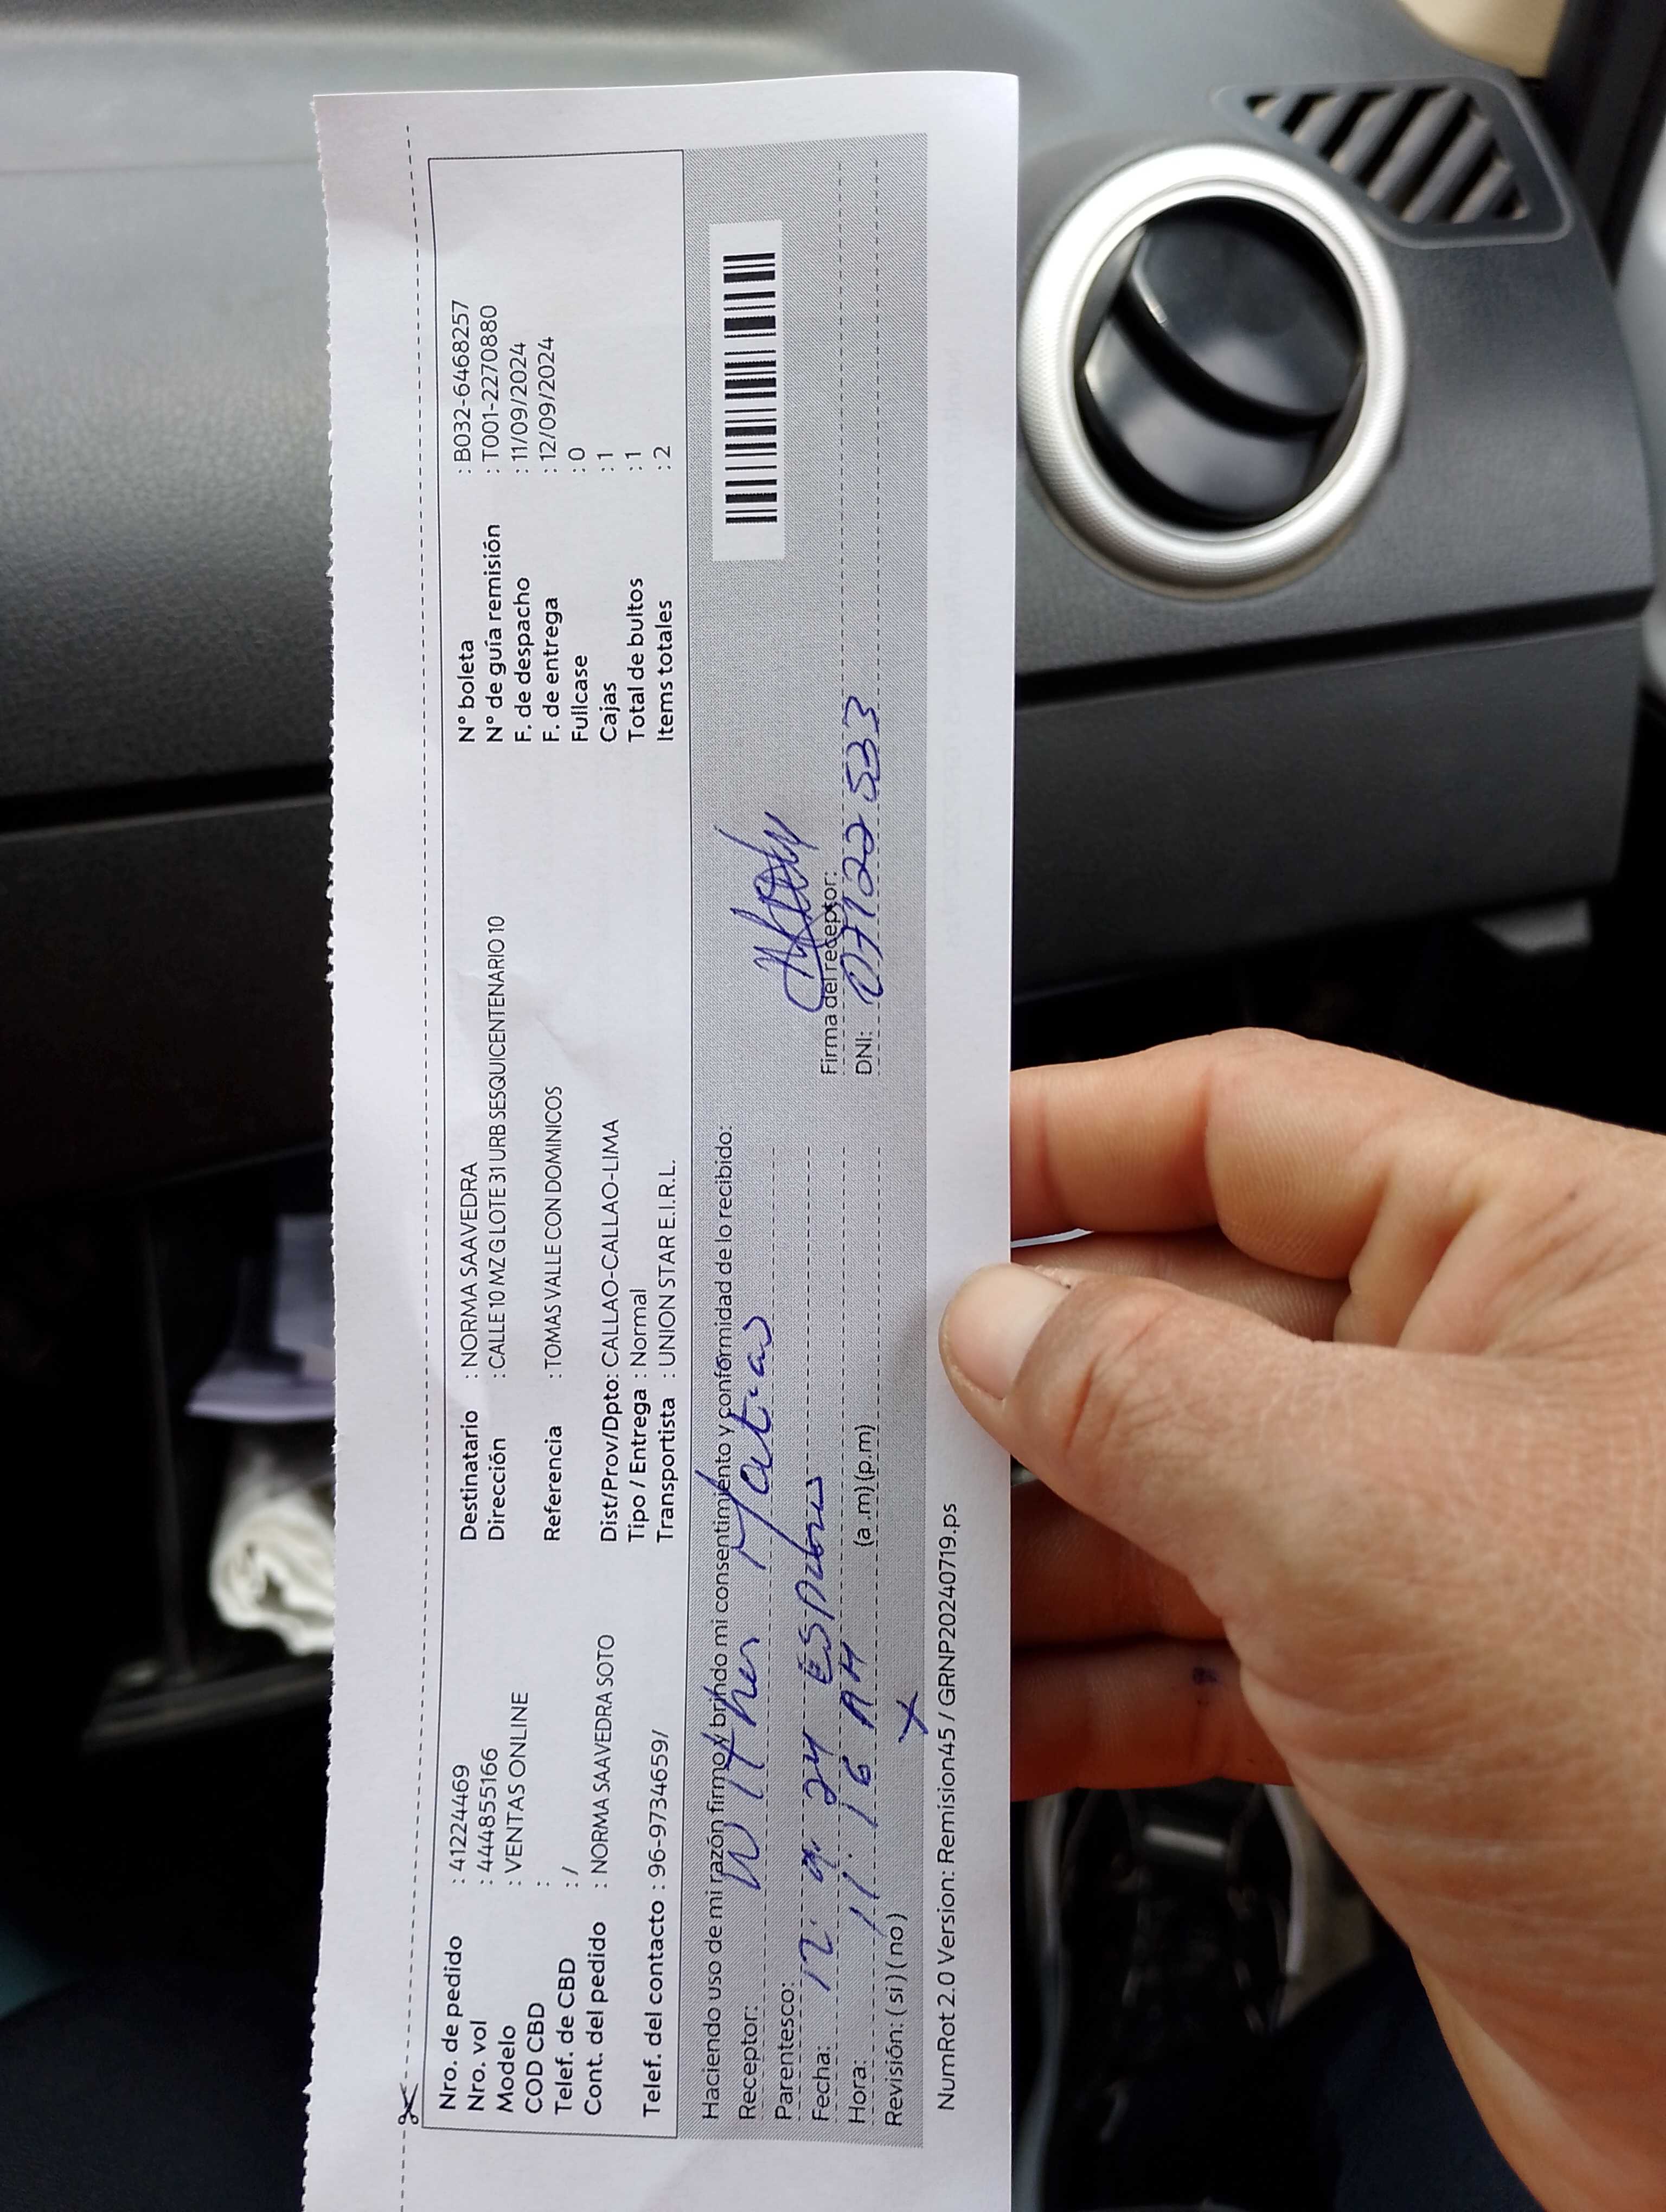 Nro. de pedido : 41224469
Nro. vol : 444855166
Modelo : VENTAS ONLINE
COD CBD :
Telef. de CBD : /
Cont. del pedido : NORMA SAAVEDRA SOTO
Telef. del contacto : 96-9734659/
Destinatario : NORMA SAAVEDRA
Dirección : CALLE 10 MZ G LOTE 31 URB SESQUICENTENARIO 10
Referencia : TOMAS VALLE CON DOMINICOS
Dist/Prov/Dpto: CALLAO-CALLAO-LIMA
Tipo / Entrega : Normal
Transportista : UNION STAR E.I.R.L.
N° boleta : B032-6468257
N° de guía remisión : T001-2270880
F. de despacho : 11/09/2024
F. de entrega : 12/09/2024
Fullcase : 0
Cajas : 1
Total de bultos : 1
Items totales : 2
Haciendo uso de mi razón firmo y brindo mi consentimiento y conformidad de lo recibido:
Receptor: Matias
Parentesco:
Fecha: 12. 9. 24
Hora: 11. 16 AM (a .m) (p.m)
Revisión: ( si ) ( no ) X
Firma del receptor:
DNI: 07122533
NumRot 2.0 Version: Remision45 / GRNP20240719.ps